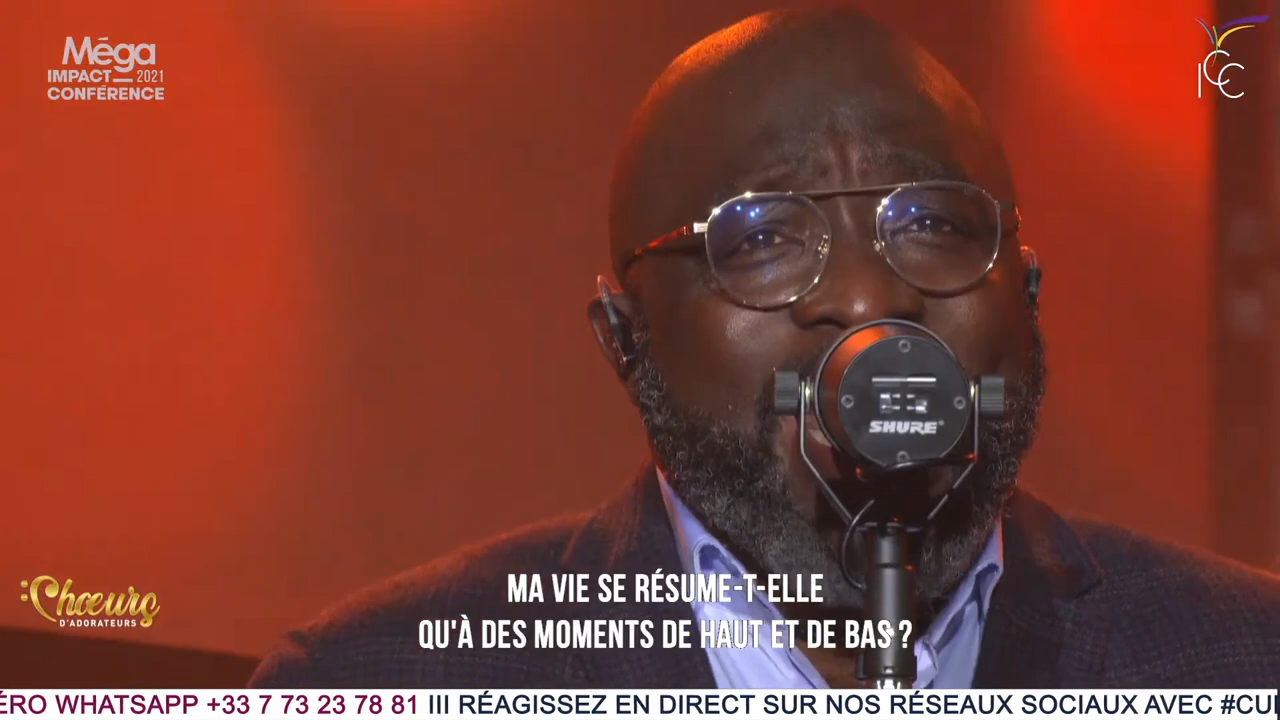 Méga
IMPACT 2021
CONFÉRENCE
ICC
SHURE
:Chœurs
D'ADORATEURS
MA VIE SE RÉSUME-T-ELLE
QU'À DES MOMENTS DE HAUT ET DE BAS ?
ÉRO WHATSAPP +33 7 73 23 78 81 III RÉAGISSEZ EN DIRECT SUR NOS RÉSEAUX SOCIAUX AVEC #CUL